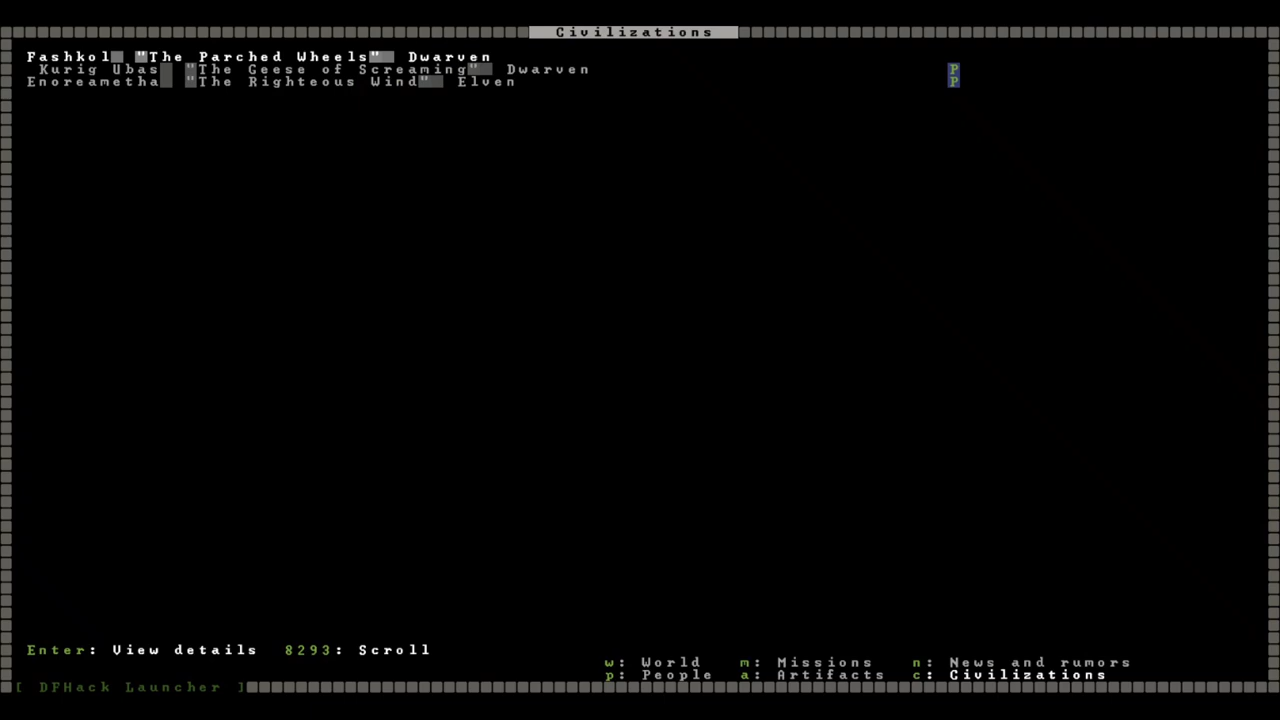 Civilizations
Fashkol "The Parched Wheels" Dwarven
Kurig Ubas "The Geese of Screaming" Dwarven P
Enoreametha "The Righteous Wind" Elven P
Enter: View details 8293: Scroll
w: World m: Missions n: News and rumors
p: People a: Artifacts c: Civilizations
[ DFHack Launcher ]